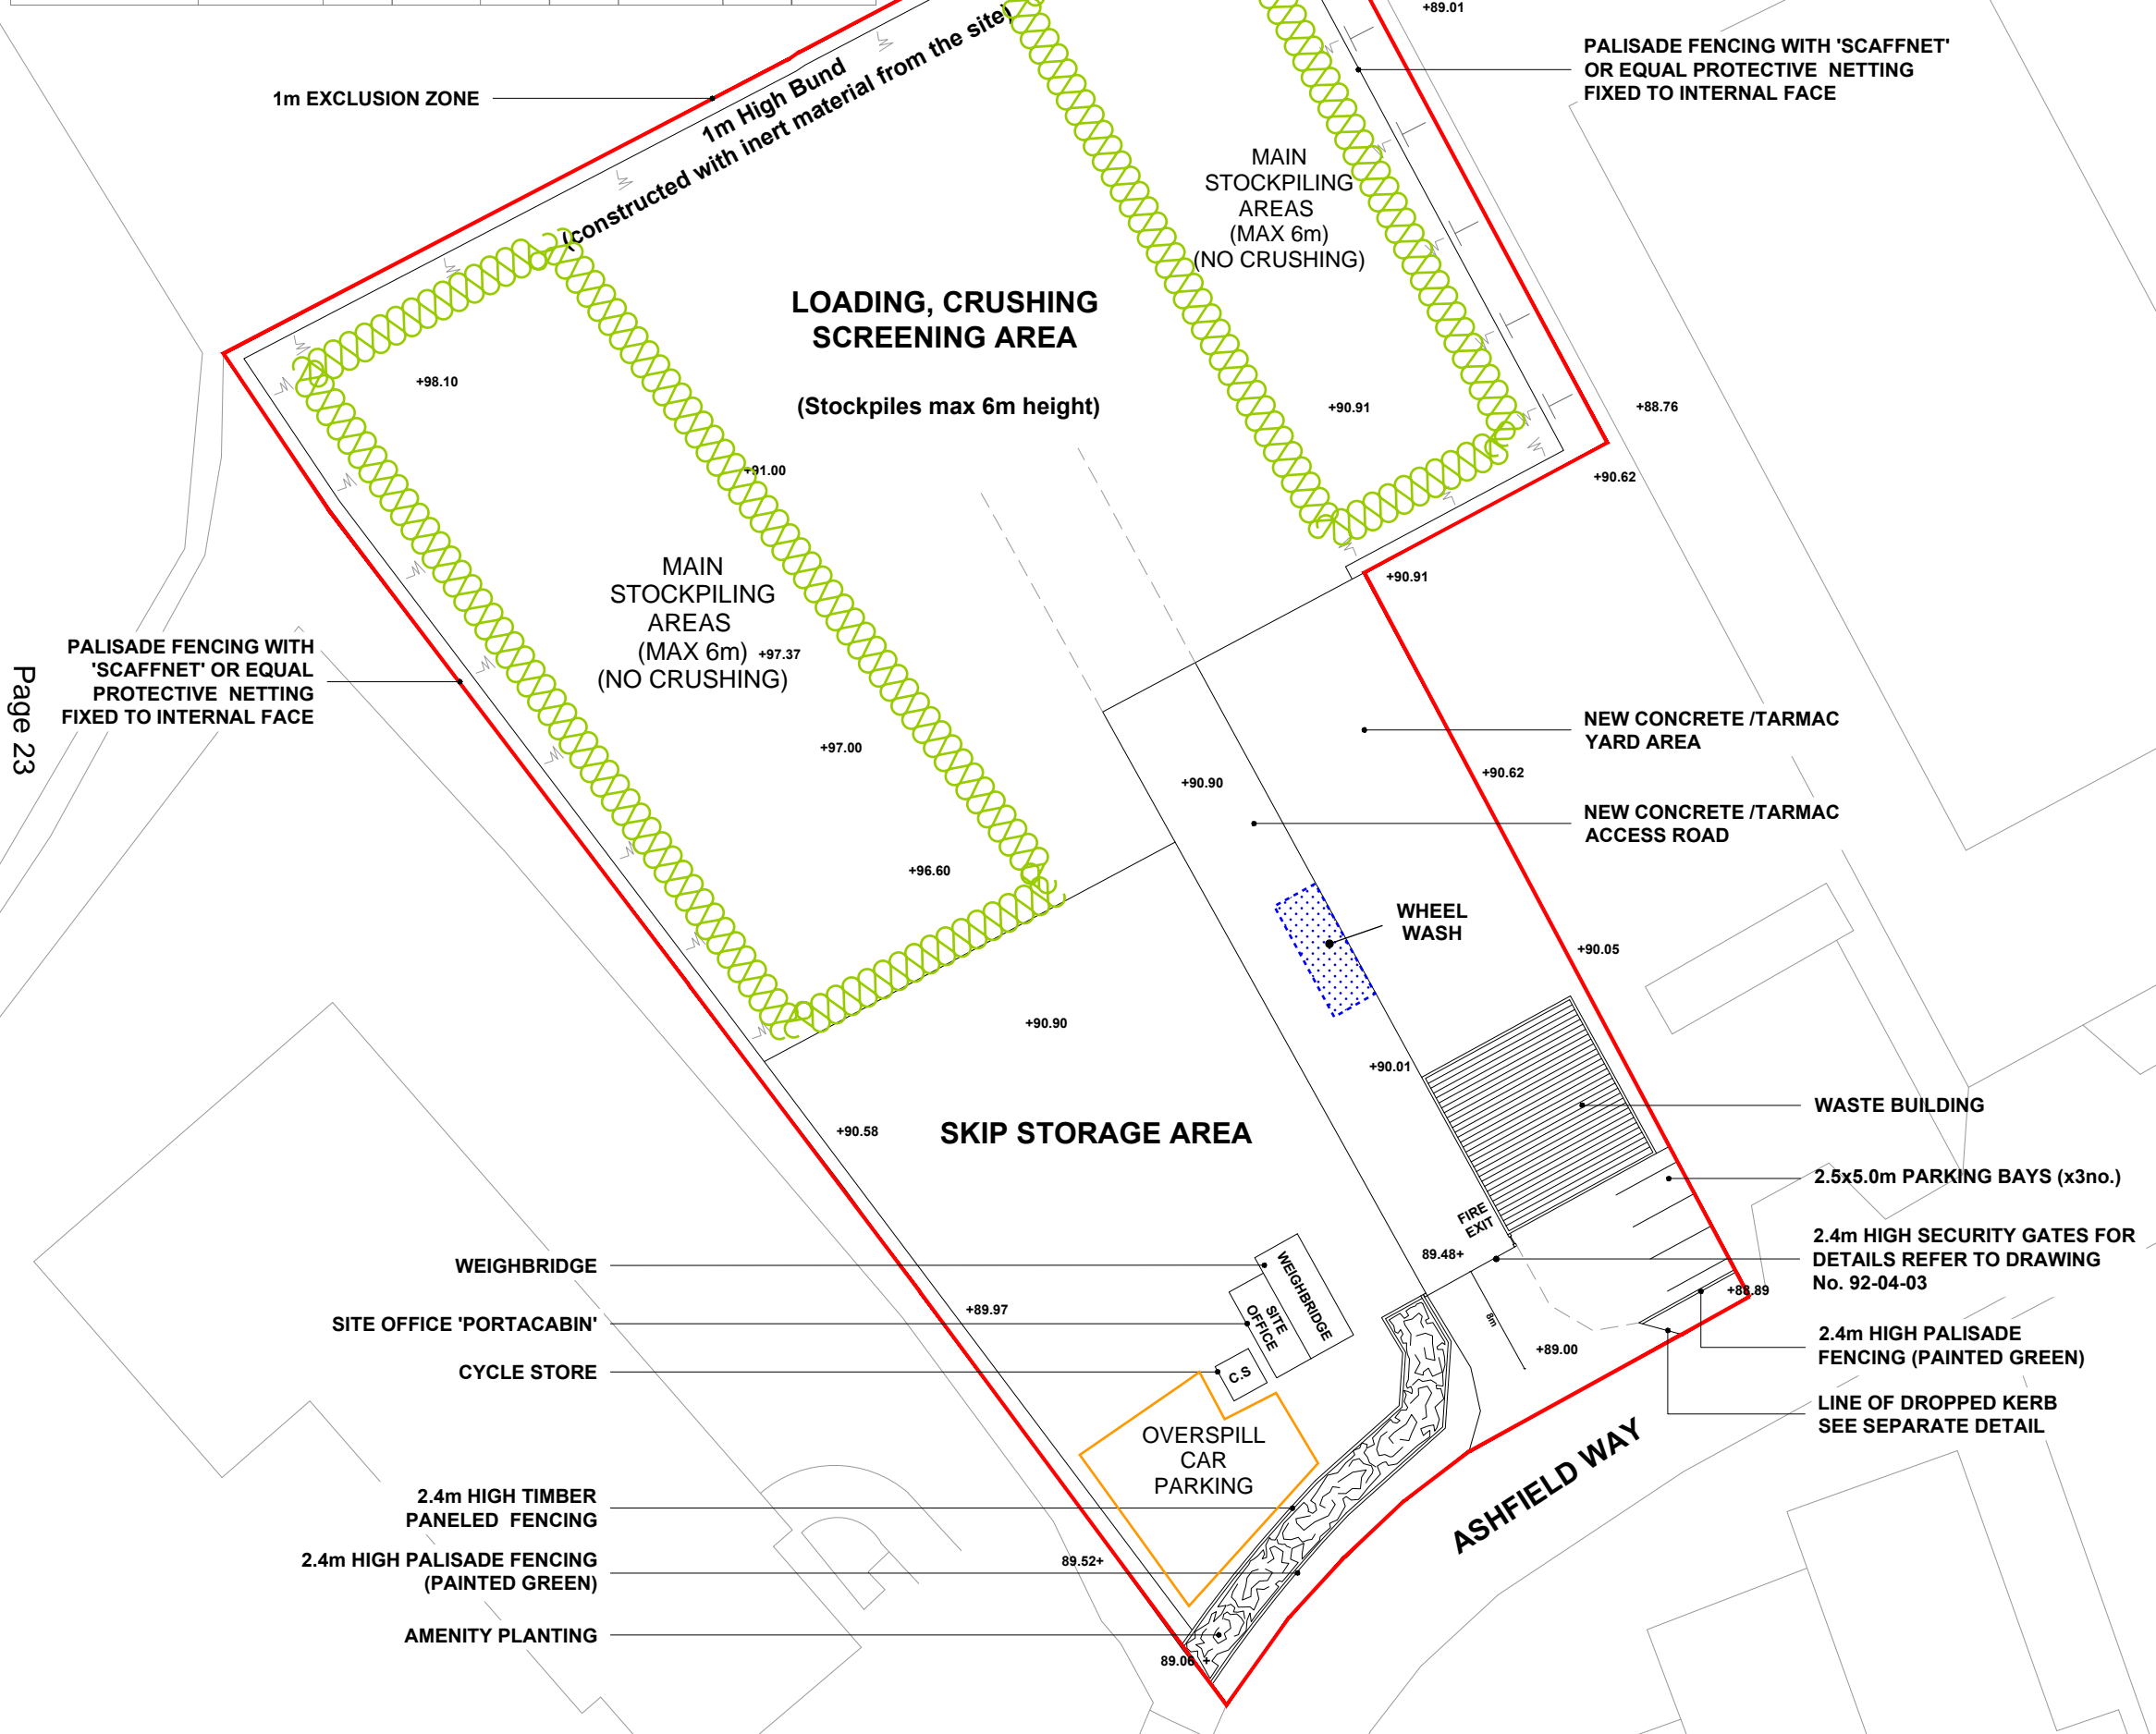 +89.01
PALISADE FENCING WITH 'SCAFFNET'
OR EQUAL PROTECTIVE NETTING
FIXED TO INTERNAL FACE
1m EXCLUSION ZONE
1m High Bund
(constructed with inert material from the site)
MAIN
STOCKPILING
AREAS
(MAX 6m)
(NO CRUSHING)
LOADING, CRUSHING
SCREENING AREA
(Stockpiles max 6m height)
+98.10
+90.91
+88.76
+91.00
+90.62
MAIN
STOCKPILING
AREAS
(MAX 6m)
(NO CRUSHING)
+97.37
+90.91
PALISADE FENCING WITH
'SCAFFNET' OR EQUAL
PROTECTIVE NETTING
FIXED TO INTERNAL FACE
Page 23
+97.00
NEW CONCRETE /TARMAC
YARD AREA
+90.90
+90.62
NEW CONCRETE /TARMAC
ACCESS ROAD
+96.60
WHEEL
WASH
+90.05
+90.90
+90.01
WASTE BUILDING
+90.58
SKIP STORAGE AREA
2.5x5.0m PARKING BAYS (x3no.)
FIRE
EXIT
89.48+
2.4m HIGH SECURITY GATES FOR
DETAILS REFER TO DRAWING
No. 92-04-03
WEIGHBRIDGE
WEIGHBRIDGE
+88.89
+89.97
SITE OFFICE 'PORTACABIN'
SITE
OFFICE
8m
+89.00
2.4m HIGH PALISADE
FENCING (PAINTED GREEN)
CYCLE STORE
C.S
LINE OF DROPPED KERB
SEE SEPARATE DETAIL
OVERSPILL
CAR
PARKING
ASHFIELD WAY
2.4m HIGH TIMBER
PANELED FENCING
2.4m HIGH PALISADE FENCING
(PAINTED GREEN)
89.52+
AMENITY PLANTING
89.06 +